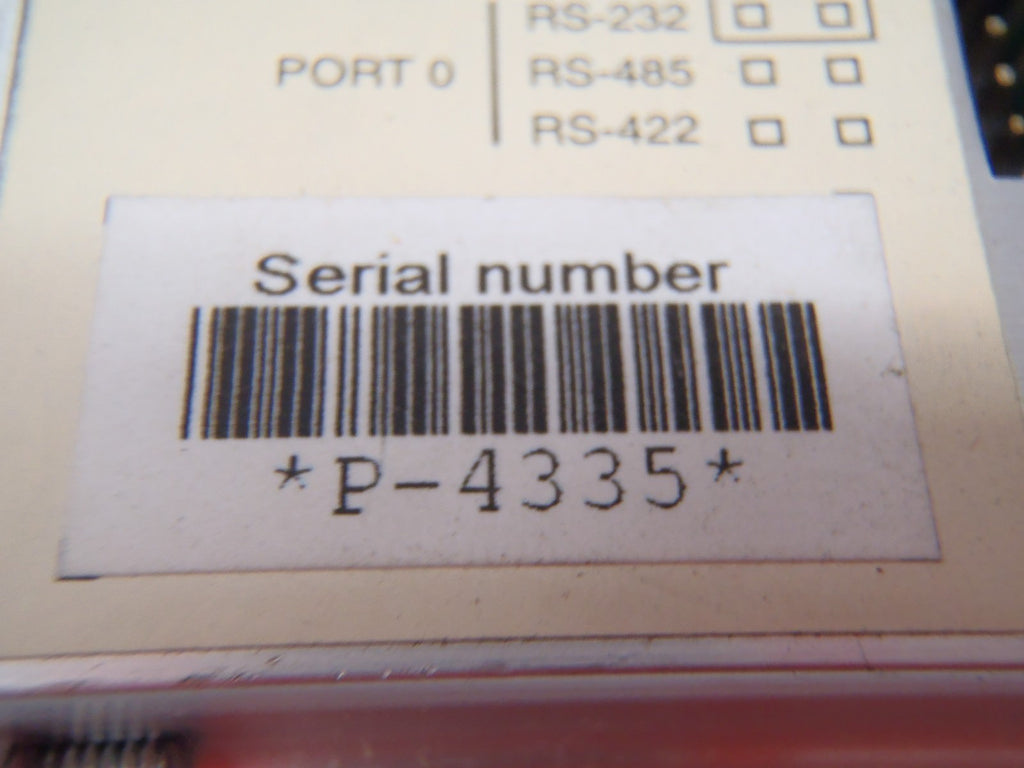 RS-232
PORT 0 RS-485
RS-422
Serial number
*P-4335*